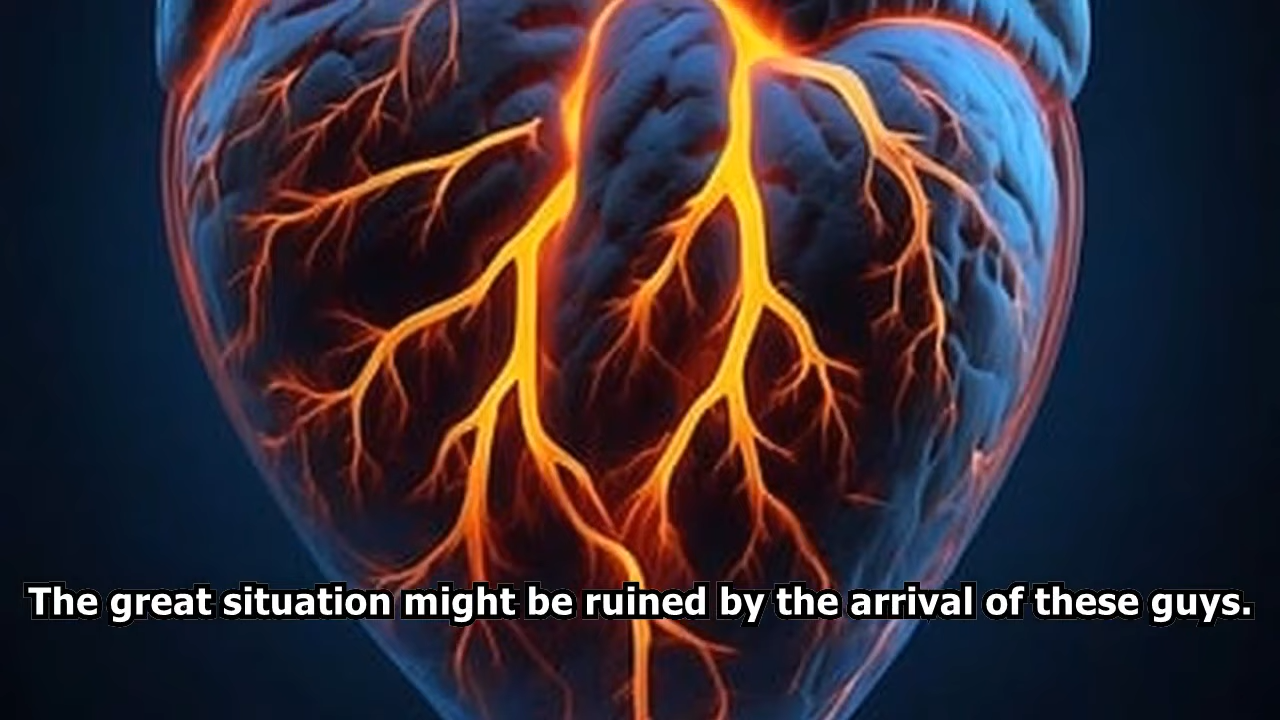 The great situation might be ruined by the arrival of these guys.